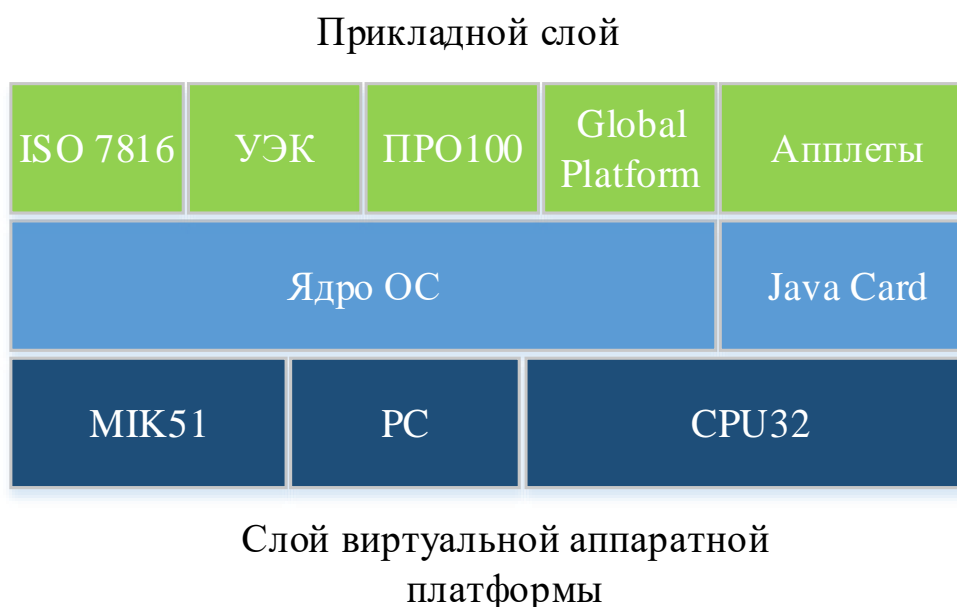 Прикладной слой
ISO 7816
УЭК
ПРО100
Global
Platform
Апплеты
Ядро ОС
Java Card
MIK51
PC
CPU32
Слой виртуальной аппаратной
платформы